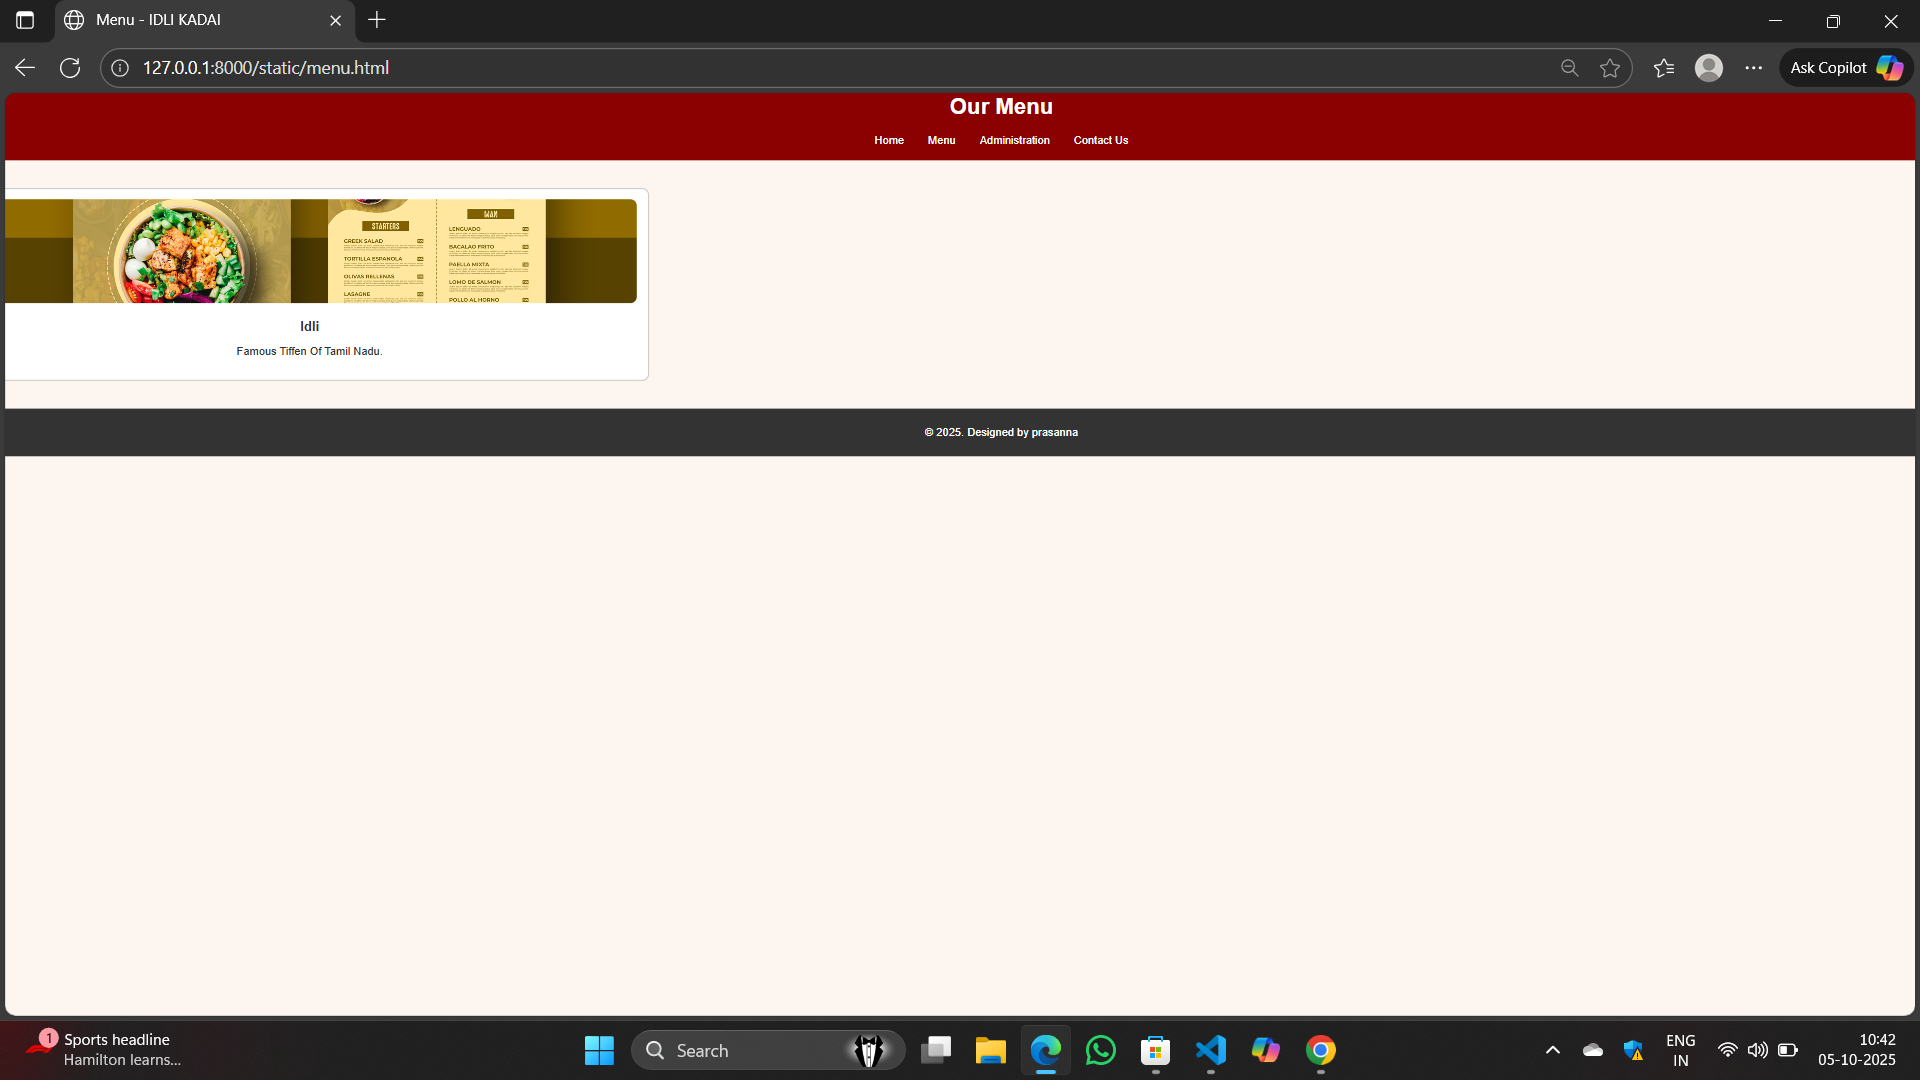 Menu - IDLI KADAI
127.0.0.1:8000/static/menu.html
Ask Copilot
Our Menu
Home Menu Administration Contact Us
STARTERS
GREEK SALAD
TORTILLA ESPANOLA
OLIVAS RELLENAS
LASAGNE
LENGUADO
BACALAO FRITO
PAELLA MIXTA
LOMO DE SALMON
POLLO AL HORNO
Idli
Famous Tiffen Of Tamil Nadu.
© 2025. Designed by prasanna
1
Sports headline
Hamilton learns...
Search
ENG
IN
10:42
05-10-2025